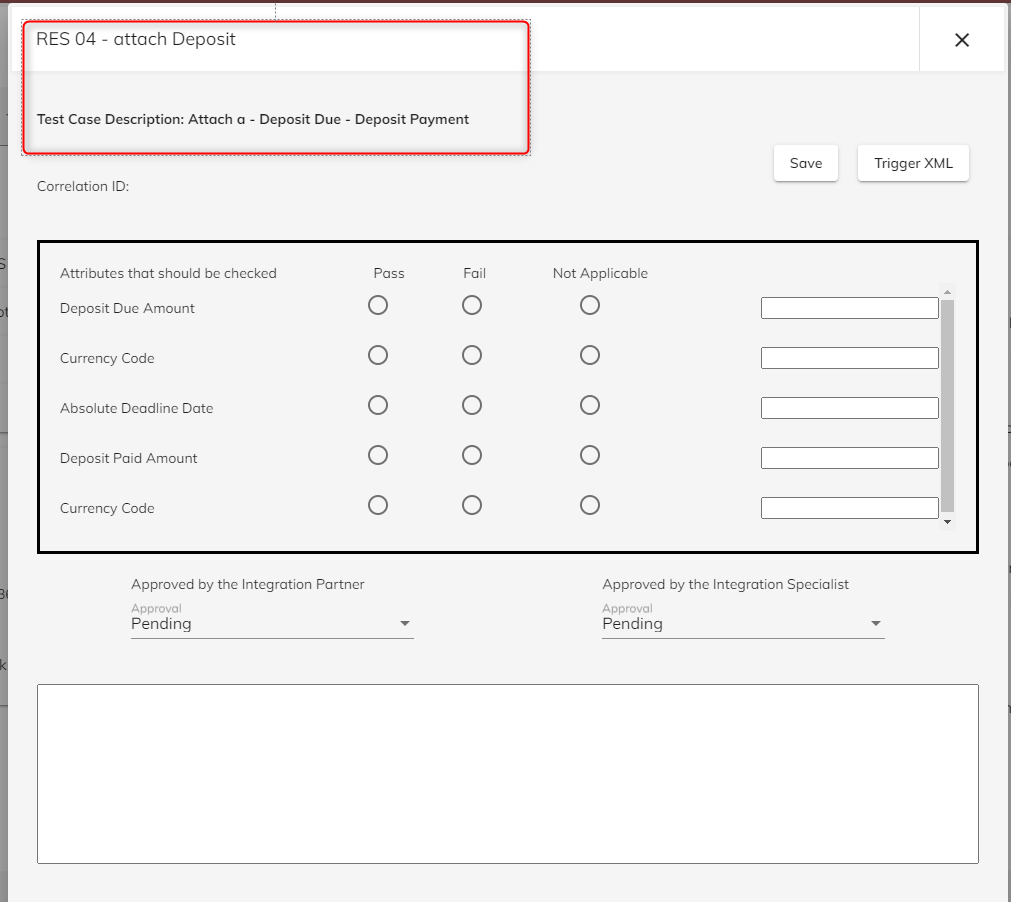 RES 04 - attach Deposit
Test Case Description: Attach a - Deposit Due - Deposit Payment
Save
Trigger XML
Correlation ID:
Attributes that should be checked
Pass
Fail
Not Applicable
Deposit Due Amount
Currency Code
Absolute Deadline Date
Deposit Paid Amount
Currency Code
Approved by the Integration Partner
Approval
Pending
Approved by the Integration Specialist
Approval
Pending